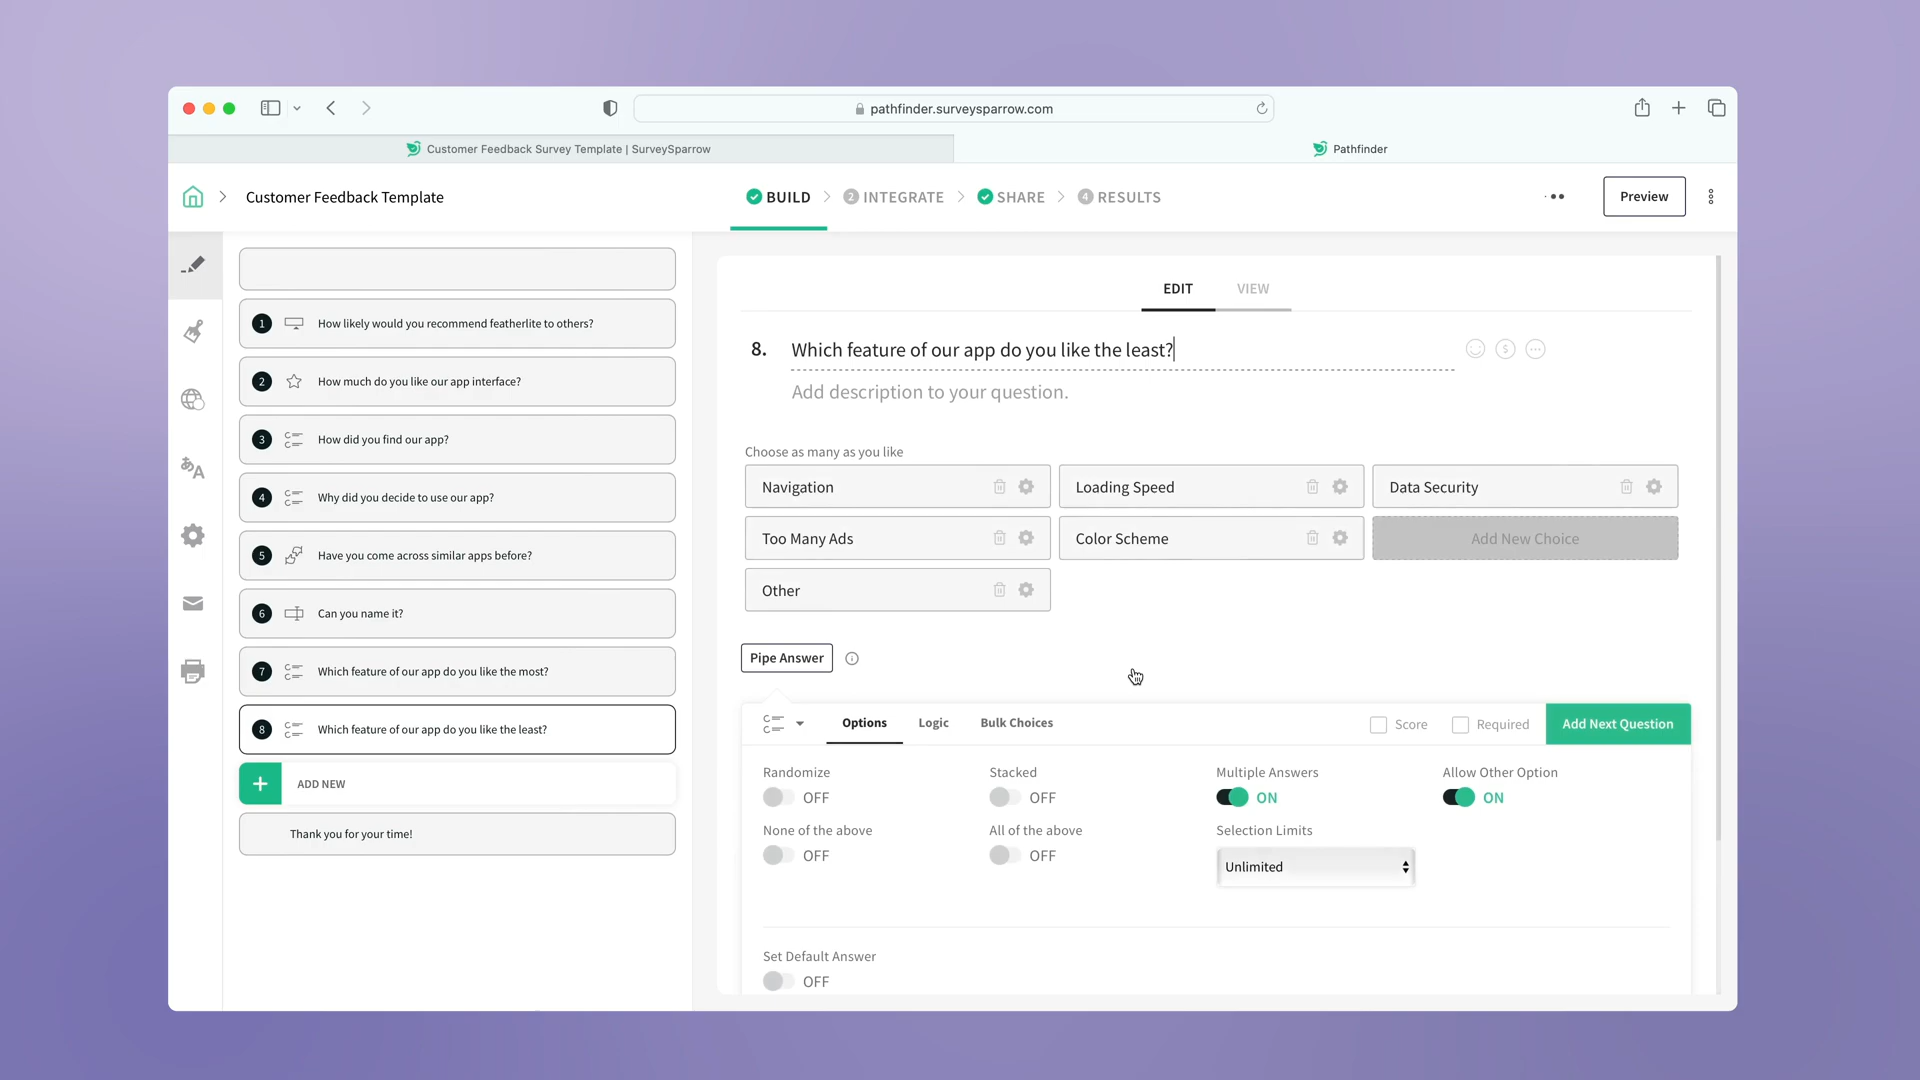 pathfinder.surveysparrow.com
Customer Feedback Survey Template | SurveySparrow
Pathfinder
Customer Feedback Template
BUILD
2 INTEGRATE
SHARE
4 RESULTS
Preview
1 How likely would you recommend featherlite to others?
2 How much do you like our app interface?
3 How did you find our app?
4 Why did you decide to use our app?
5 Have you come across similar apps before?
6 Can you name it?
7 Which feature of our app do you like the most?
8 Which feature of our app do you like the least?
+ ADD NEW
Thank you for your time!
EDIT
VIEW
8. Which feature of our app do you like the least?
Add description to your question.
Choose as many as you like
Navigation
Loading Speed
Data Security
Too Many Ads
Color Scheme
Add New Choice
Other
Pipe Answer
Options
Logic
Bulk Choices
Score
Required
Add Next Question
Randomize
OFF
Stacked
OFF
Multiple Answers
ON
Allow Other Option
ON
None of the above
OFF
All of the above
OFF
Selection Limits
Unlimited
Set Default Answer
OFF